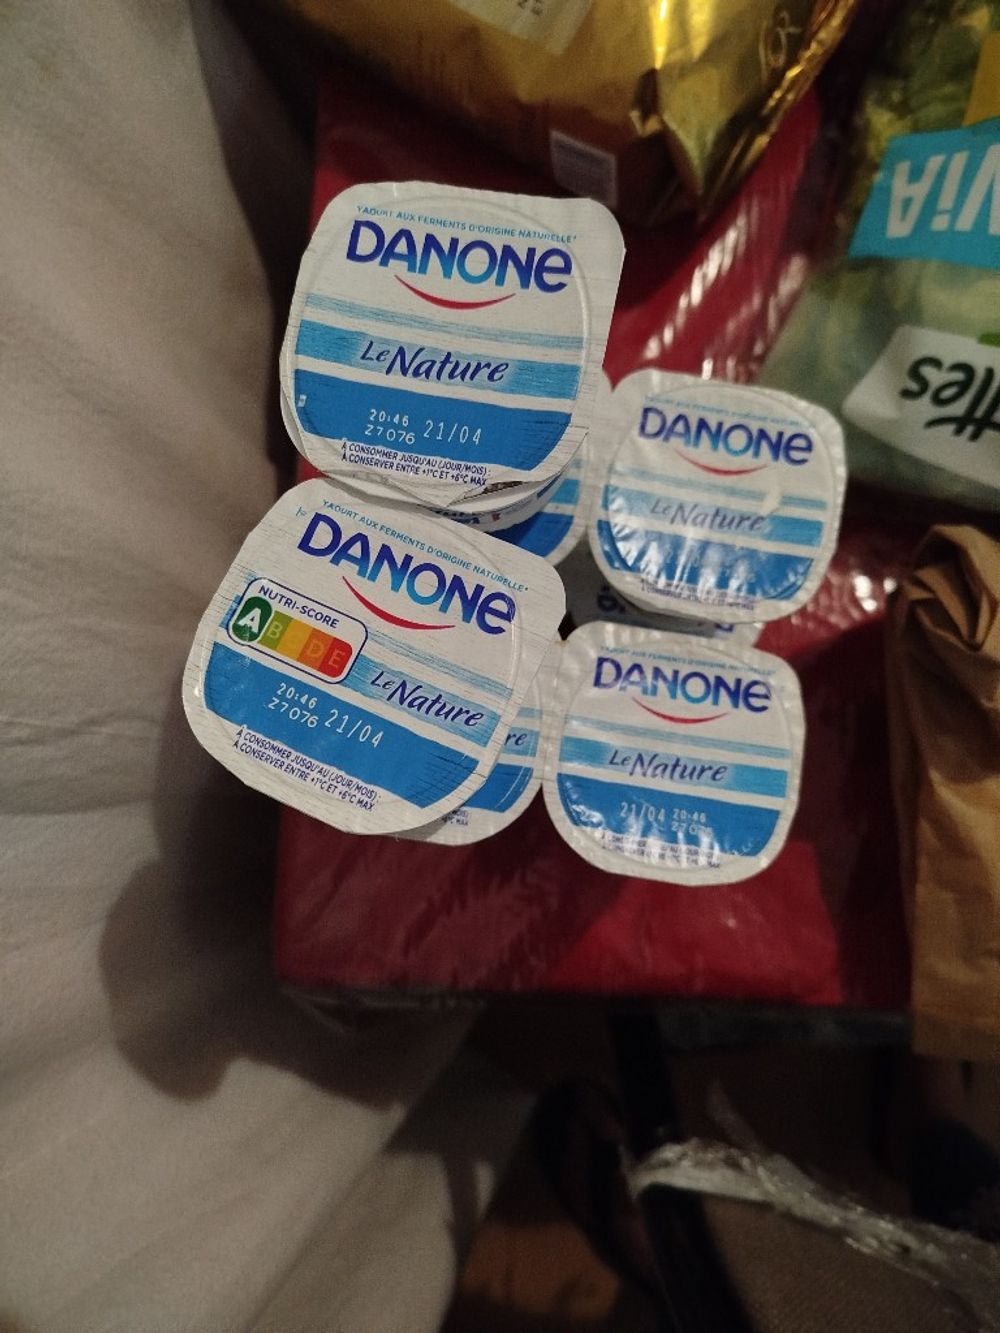 YAOURT AUX FERMENTS D'ORIGINE NATURELLE*
DANONE
Le Nature
20:46
Z7076 21/04
À CONSOMMER JUSQU'AU (JOUR/MOIS) :
À CONSERVER ENTRE +1°C ET +6°C MAX
DANONE
Le Nature
YAOURT AUX FERMENTS D'ORIGINE NATURELLE*
DANONE
NUTRI-SCORE
A B C D E
Le Nature
20:46
Z7076 21/04
À CONSOMMER JUSQU'AU (JOUR/MOIS) :
À CONSERVER ENTRE +1°C ET +6°C MAX
re
DANONE
Le Nature
21/04 20:46
ViA
ttes